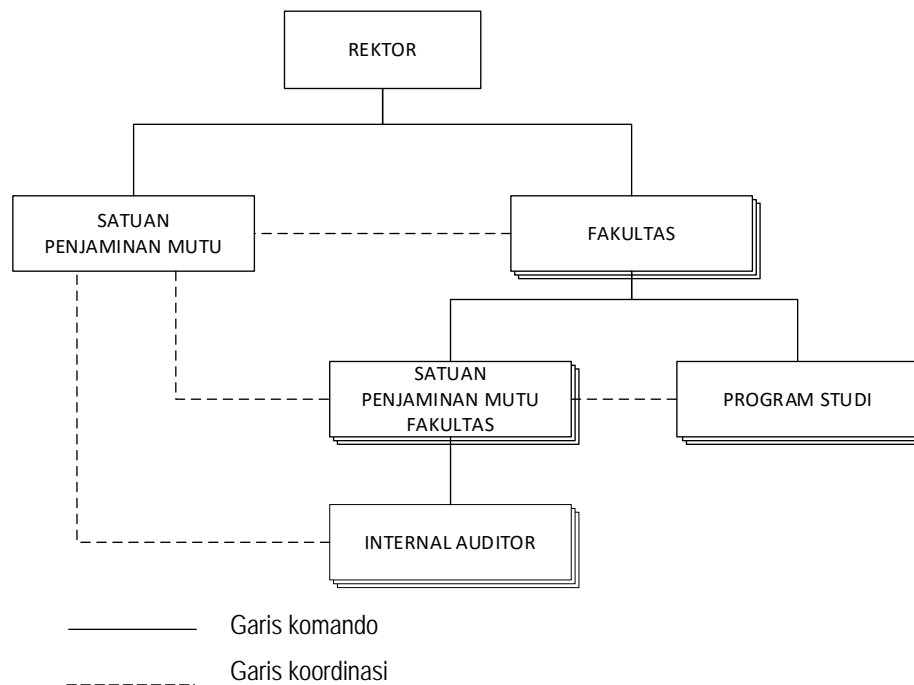 REKTOR
SATUAN
PENJAMINAN MUTU
FAKULTAS
SATUAN
PENJAMINAN MUTU
FAKULTAS
PROGRAM STUDI
INTERNAL AUDITOR
Garis komando
Garis koordinasi